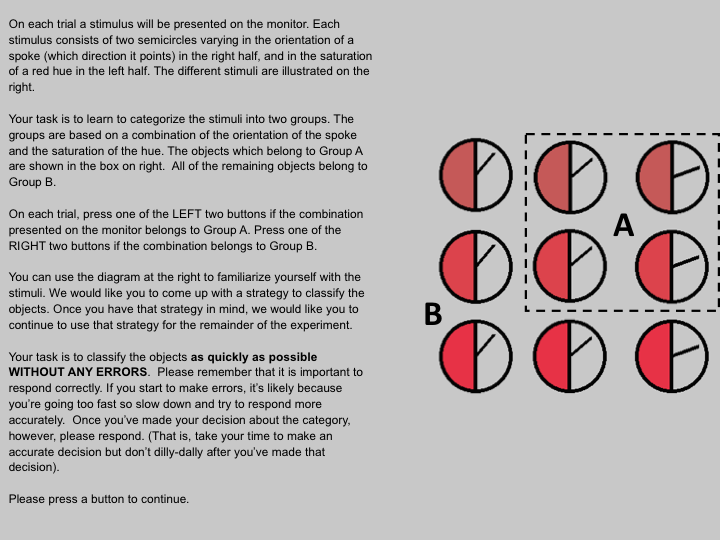 On each trial a stimulus will be presented on the monitor. Each
stimulus consists of two semicircles varying in the orientation of a
spoke (which direction it points) in the right half, and in the saturation
of a red hue in the left half. The different stimuli are illustrated on the
right.
Your task is to learn to categorize the stimuli into two groups. The
groups are based on a combination of the orientation of the spoke
and the saturation of the hue. The objects which belong to Group A
are shown in the box on right.  All of the remaining objects belong to
Group B.
On each trial, press one of the LEFT two buttons if the combination
presented on the monitor belongs to Group A. Press one of the
RIGHT two buttons if the combination belongs to Group B.
You can use the diagram at the right to familiarize yourself with the
stimuli. We would like you to come up with a strategy to classify the
objects. Once you have that strategy in mind, we would like you to
continue to use that strategy for the remainder of the experiment.
Your task is to classify the objects as quickly as possible
WITHOUT ANY ERRORS.  Please remember that it is important to
respond correctly. If you start to make errors, it's likely because
you're going too fast so slow down and try to respond more
accurately.  Once you've made your decision about the category,
however, please respond. (That is, take your time to make an
accurate decision but don't dilly-dally after you've made that
decision).
Please press a button to continue.
A
B